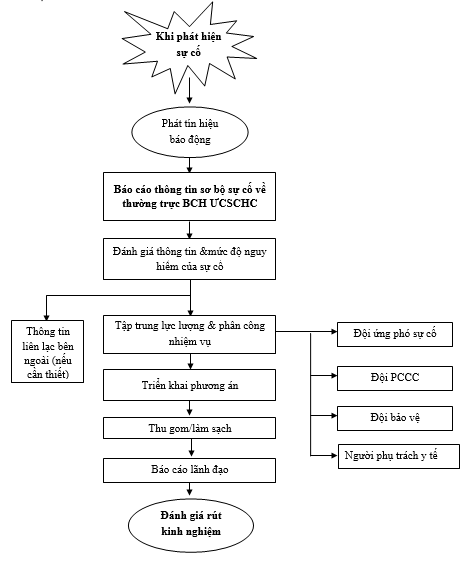 Khi phát hiện
sự cố
Phát tín hiệu
báo động
Báo cáo thông tin sơ bộ sự cố về
thường trực BCH ƯCSCHC
Đánh giá thông tin &mức độ nguy
hiểm của sự cố
Thông tin
liên lạc bên
ngoài (nếu
cần thiết)
Tập trung lực lượng & phân công
nhiệm vụ
Đội ứng phó sự cố
Đội PCCC
Đội bảo vệ
Người phụ trách y tế
Triển khai phương án
Thu gom/làm sạch
Báo cáo lãnh đạo
Đánh giá rút
kinh nghiệm